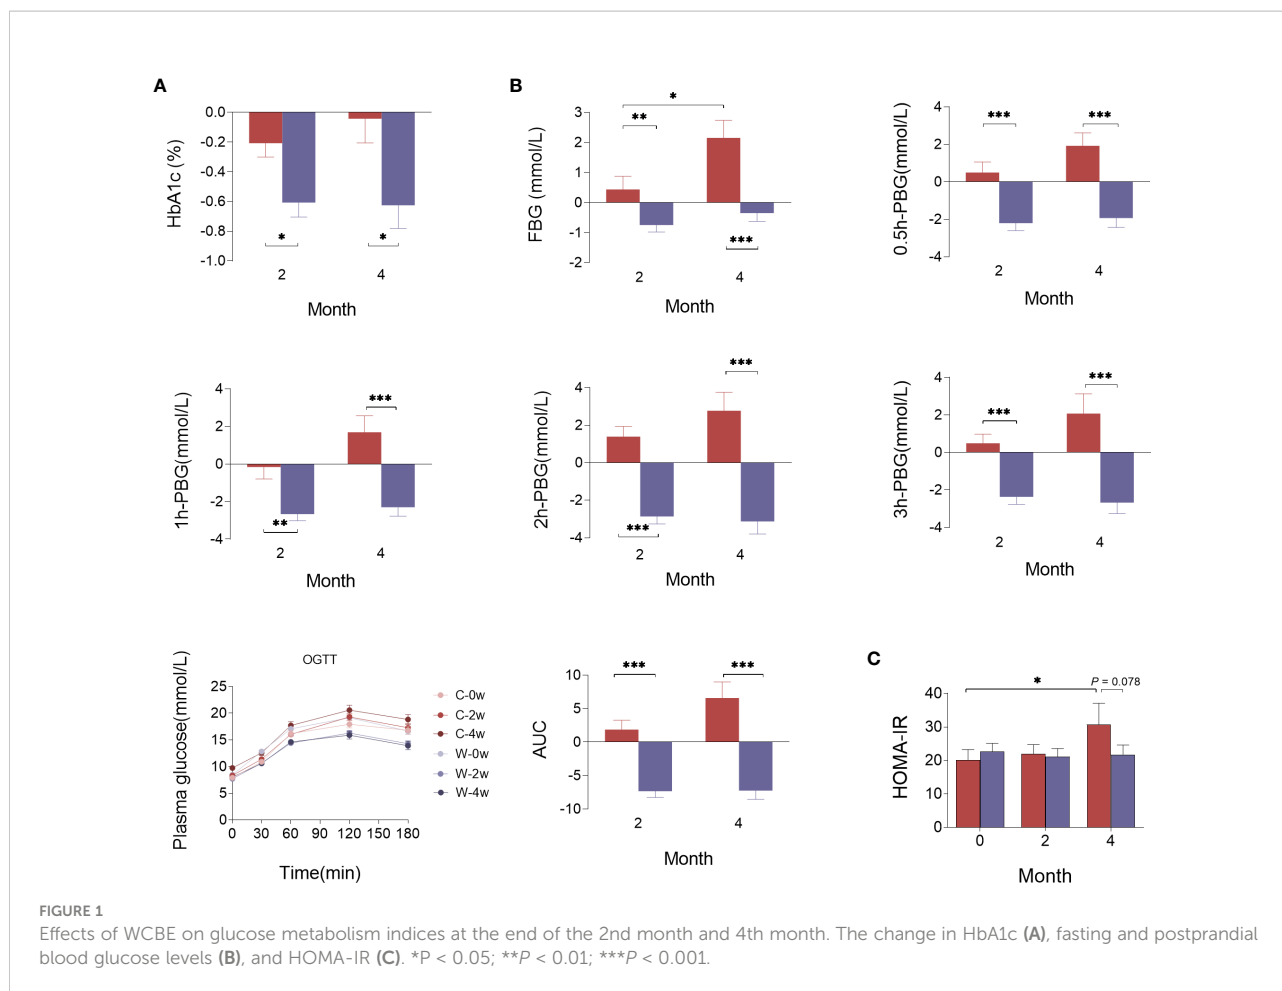 A
0.0
-0.2
-0.4
-0.6
-0.8
-1.0
HbA1c (%)
*
*
2
4
Month
B
3
2
1
0
-1
-2
FBG (mmol/L)
*
**
***
2
4
Month
4
2
0
-2
-4
0.5h-PBG(mmol/L)
***
***
2
4
Month
4
2
0
-2
-4
1h-PBG(mmol/L)
***
**
2
4
Month
4
2
0
-2
-4
2h-PBG(mmol/L)
***
***
2
4
Month
4
2
0
-2
-4
3h-PBG(mmol/L)
***
***
2
4
Month
OGTT
25
20
15
10
5
0
Plasma glucose(mmol/L)
0 30 60 90 120 150 180
Time(min)
C-0w
C-2w
C-4w
W-0w
W-2w
W-4w
10
5
0
-5
-10
AUC
***
***
2
4
Month
C
40
30
20
10
0
HOMA-IR
*
P = 0.078
0
2
4
Month
FIGURE 1
Effects of WCBE on glucose metabolism indices at the end of the 2nd month and 4th month. The change in HbA1c (A), fasting and postprandial
blood glucose levels (B), and HOMA-IR (C). *P < 0.05; **P < 0.01; ***P < 0.001.